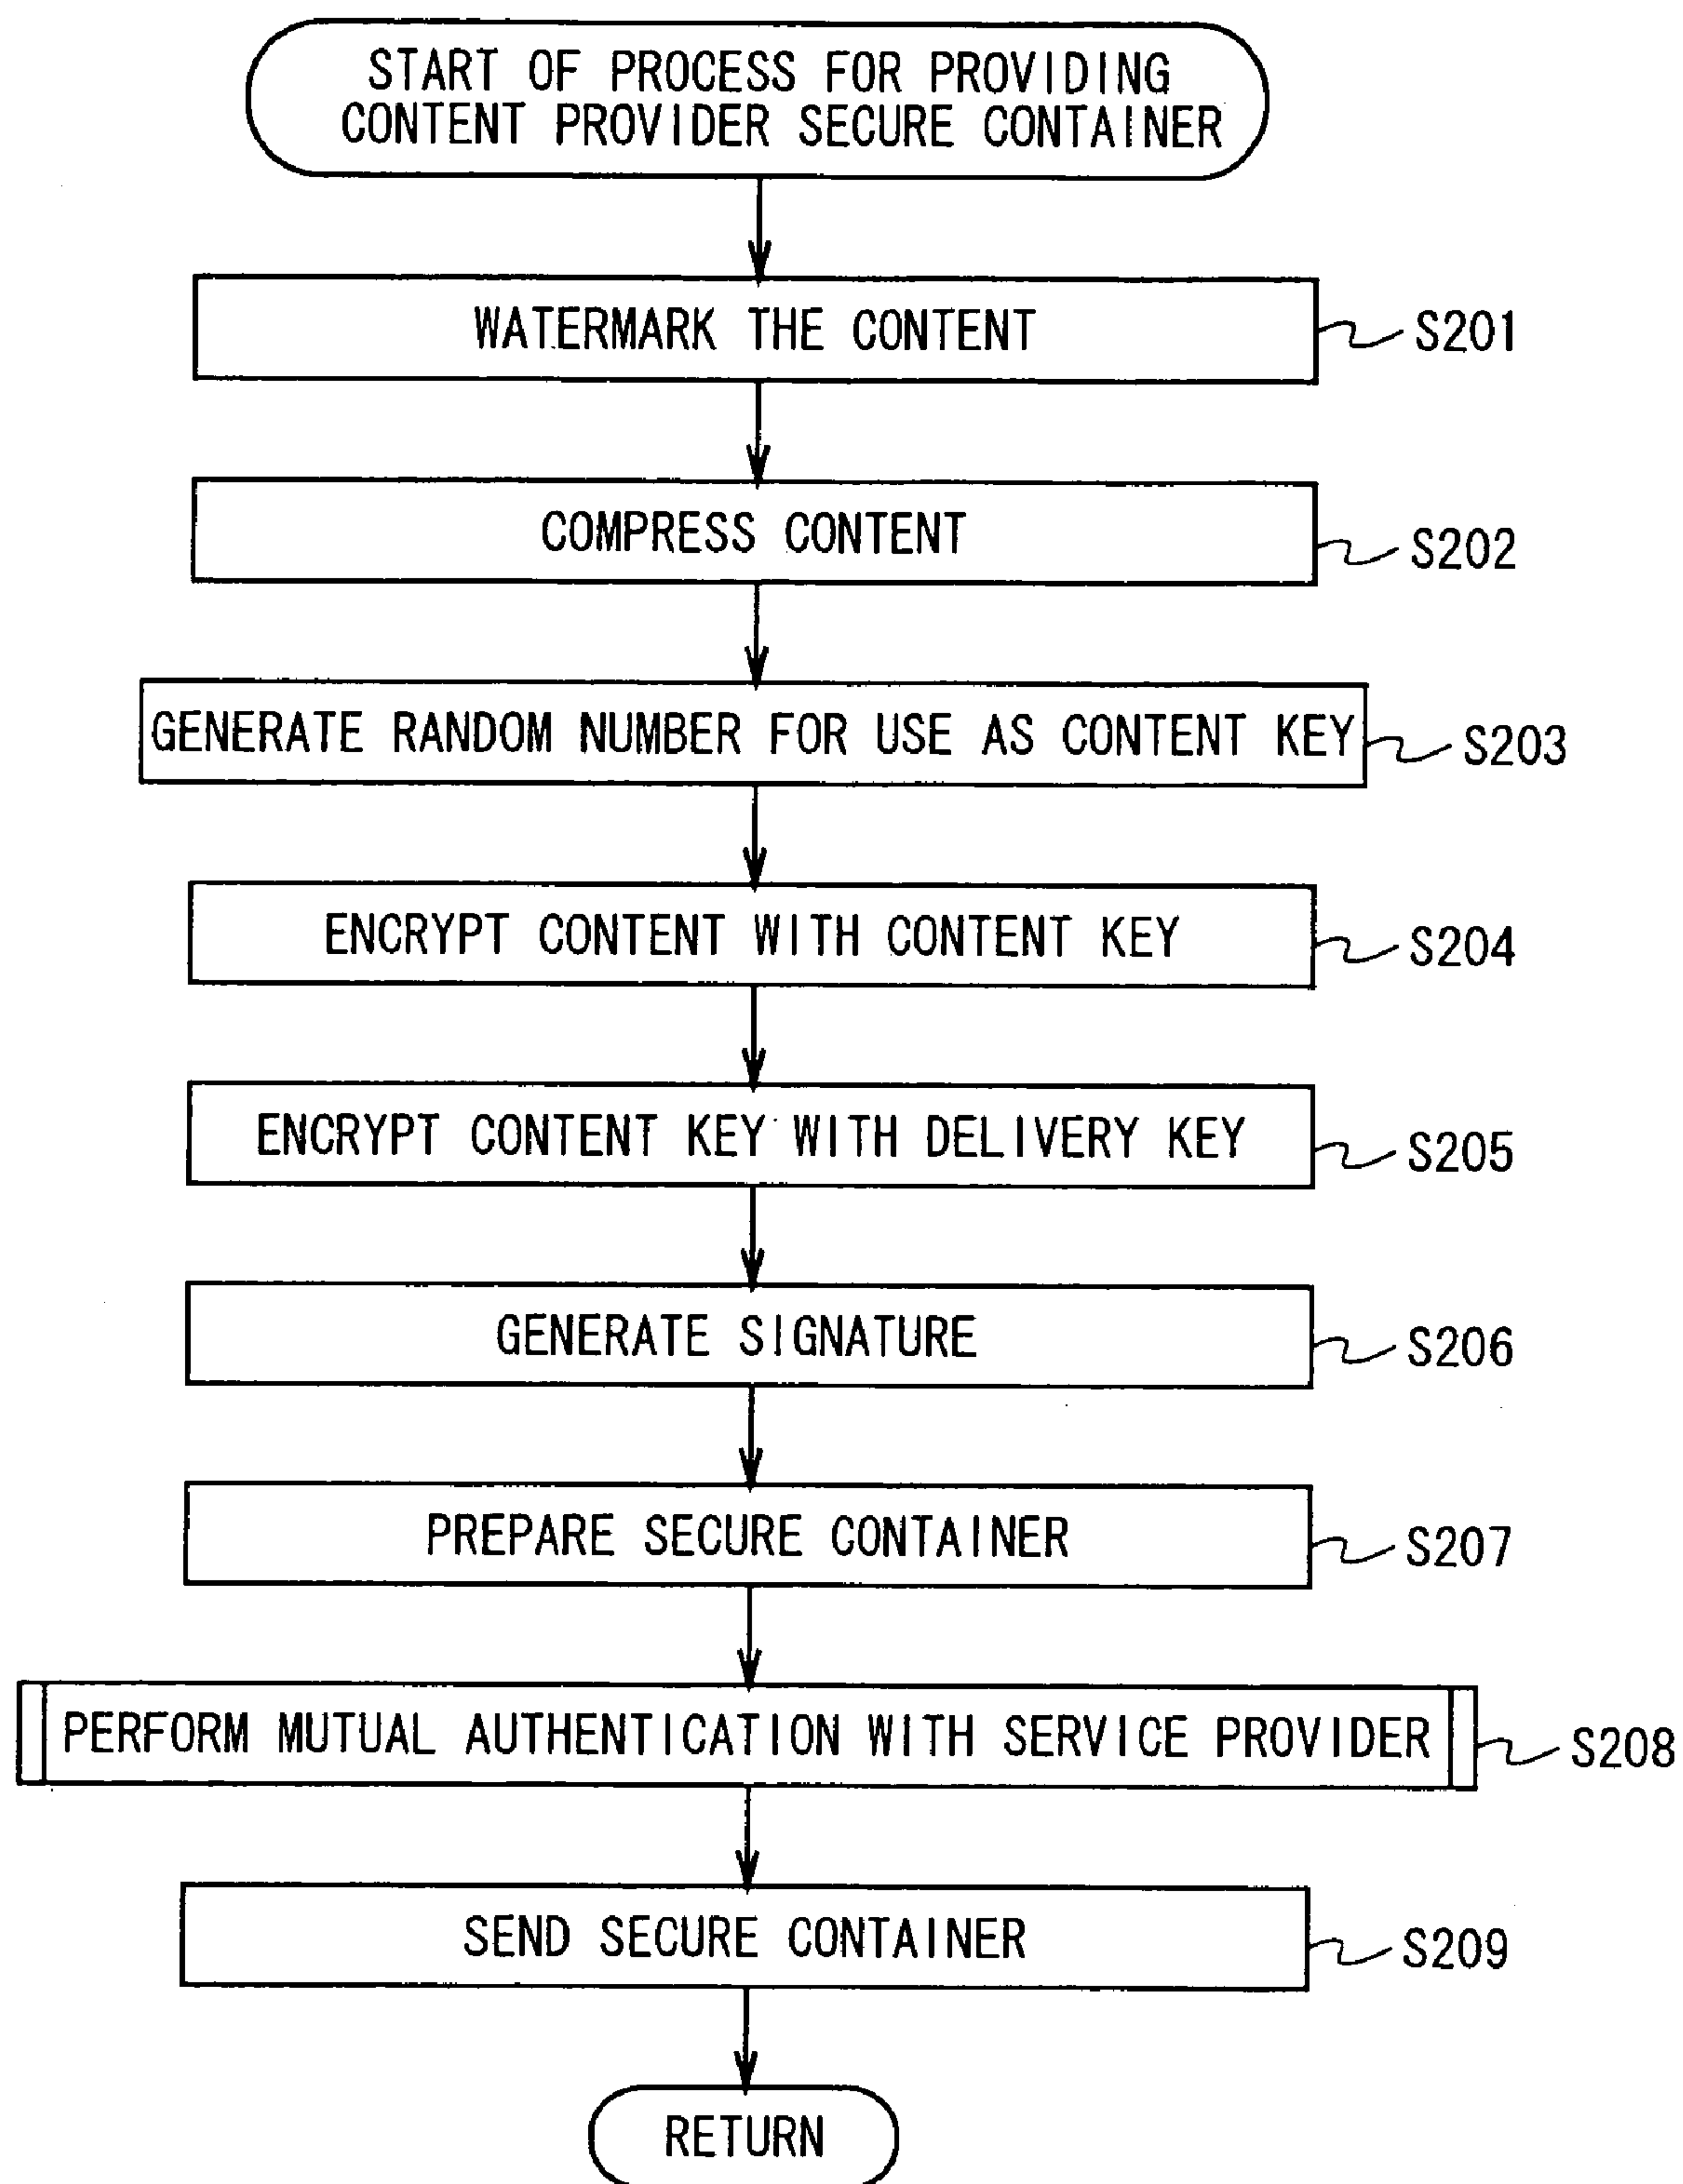 START OF PROCESS FOR PROVIDING
CONTENT PROVIDER SECURE CONTAINER
WATERMARK THE CONTENT
S201
COMPRESS CONTENT
S202
GENERATE RANDOM NUMBER FOR USE AS CONTENT KEY
S203
ENCRYPT CONTENT WITH CONTENT KEY
S204
ENCRYPT CONTENT KEY WITH DELIVERY KEY
S205
GENERATE SIGNATURE
S206
PREPARE SECURE CONTAINER
S207
PERFORM MUTUAL AUTHENTICATION WITH SERVICE PROVIDER
S208
SEND SECURE CONTAINER
S209
RETURN